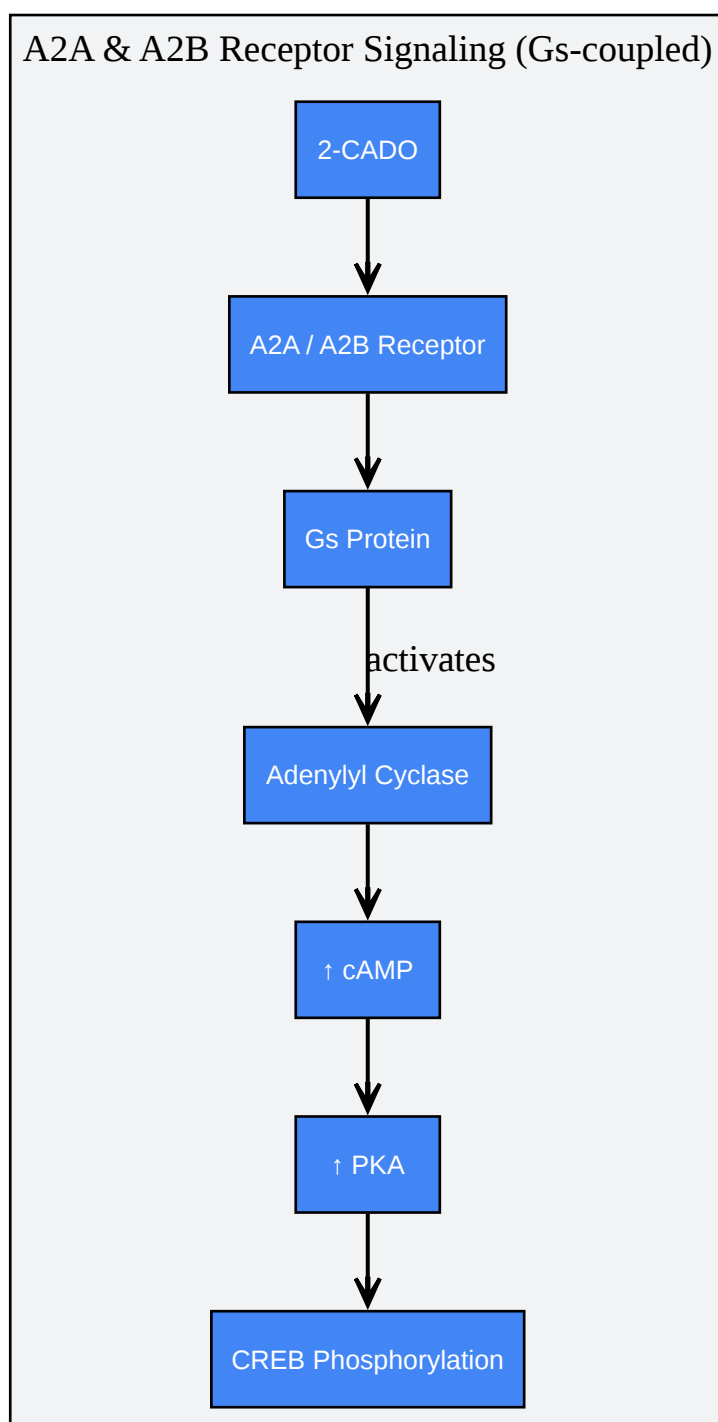 A2A & A2B Receptor Signaling (Gs-coupled)
2-CADO
A2A / A2B Receptor
Gs Protein
activates
Adenylyl Cyclase
↑ cAMP
↑ PKA
CREB Phosphorylation